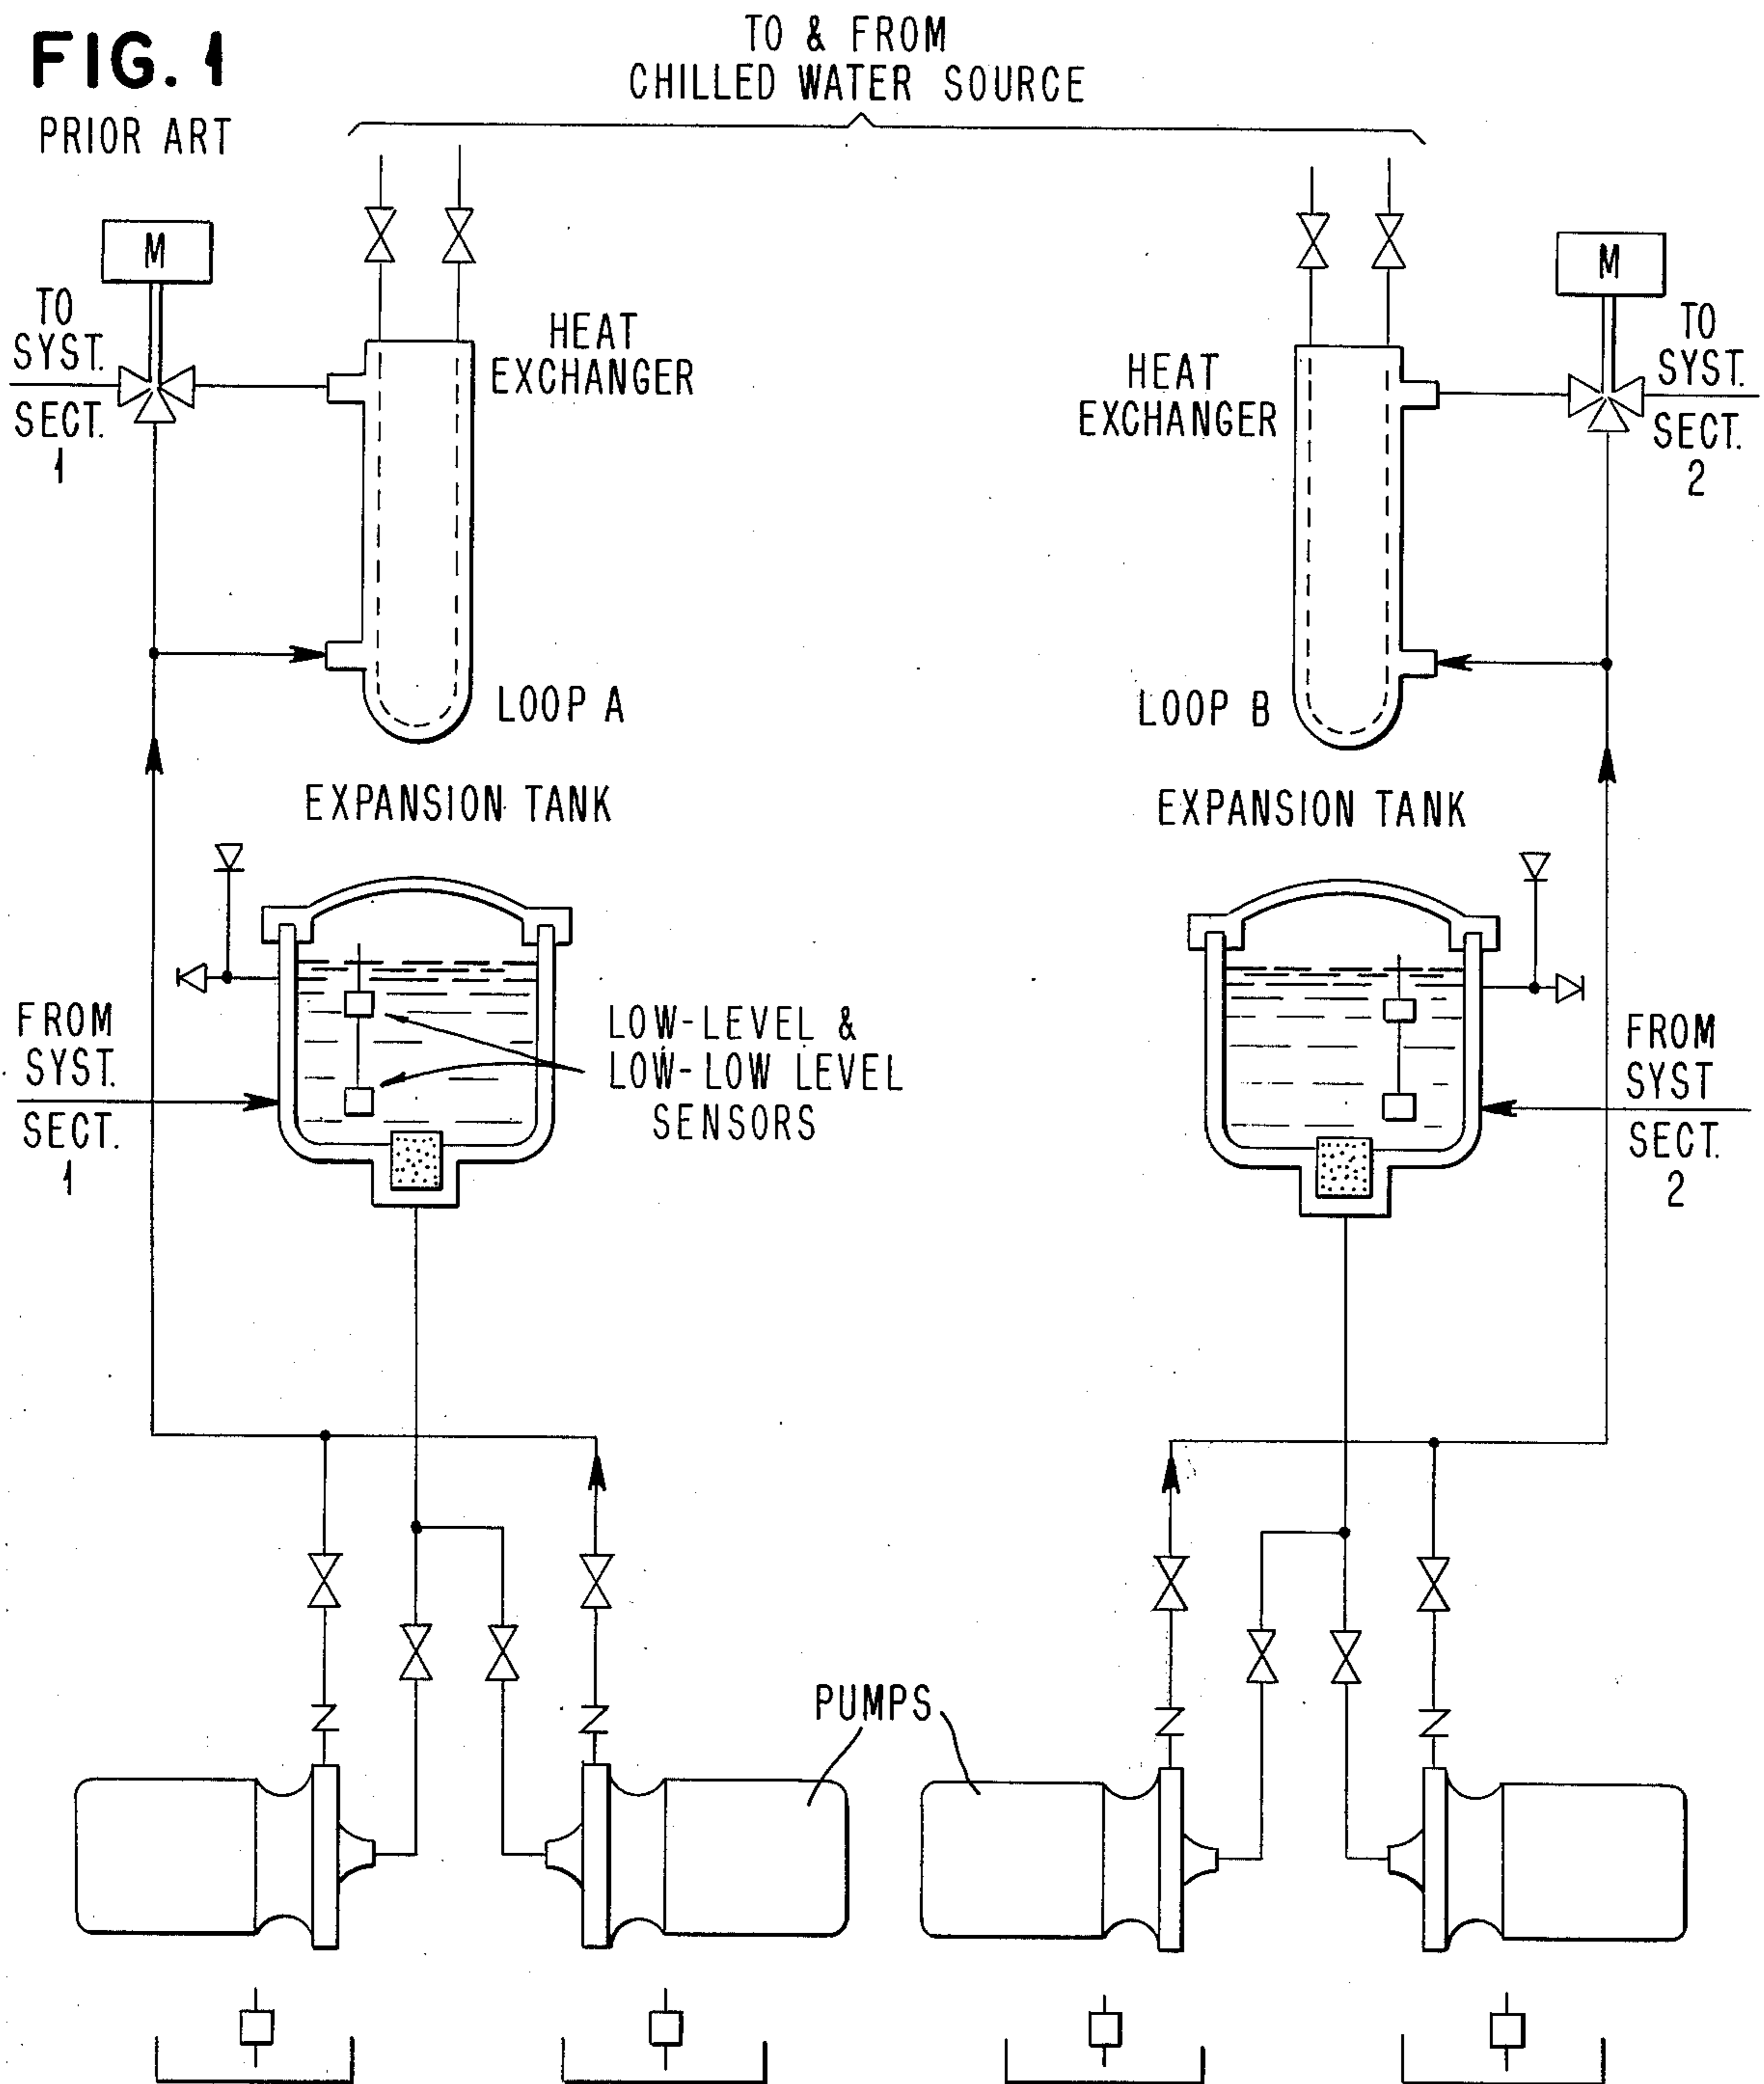 FIG. 1
PRIOR ART
TO & FROM
CHILLED WATER SOURCE
M
TO
SYST.
SECT.
1
HEAT
EXCHANGER
LOOP A
HEAT
EXCHANGER
LOOP B
M
TO
SYST.
SECT.
2
EXPANSION TANK
EXPANSION TANK
FROM
SYST.
SECT.
1
LOW-LEVEL &
LOW-LOW LEVEL
SENSORS
FROM
SYST
SECT.
2
PUMPS